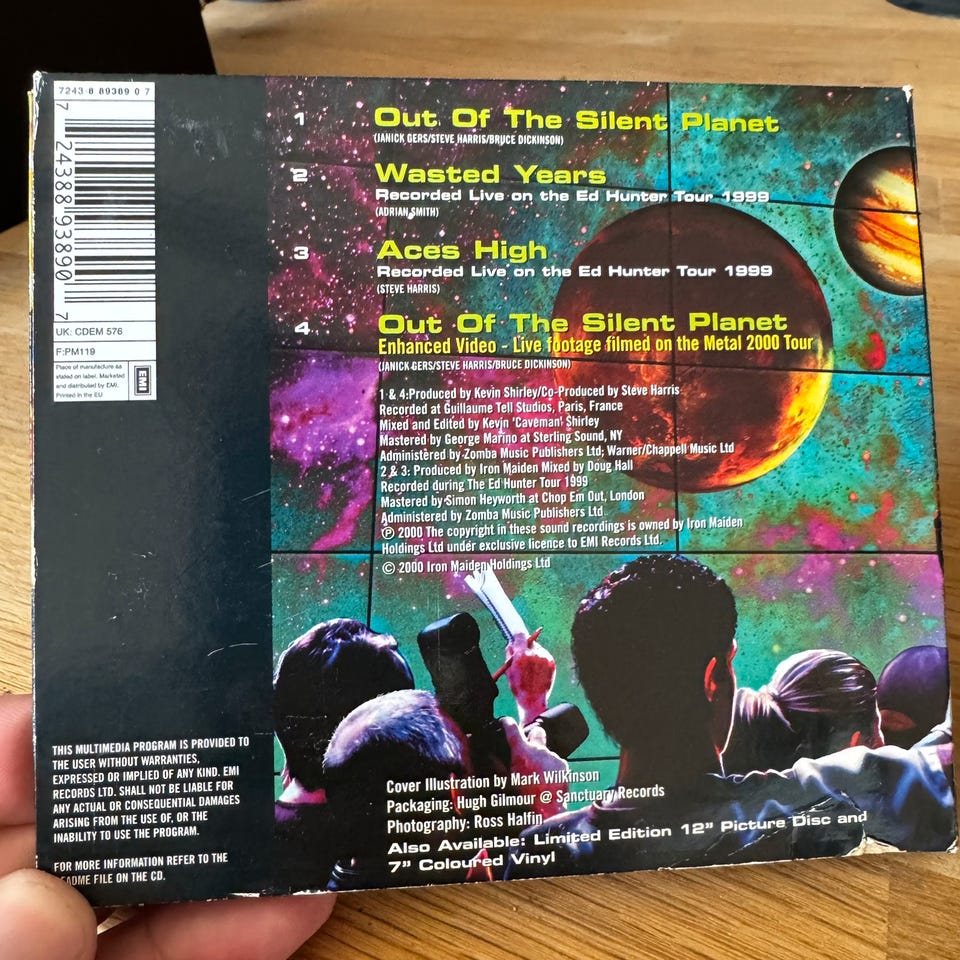 7243 8 89389 0 7
7 24388 93890 7
UK: CDEM 576
F:PM119
Place of manufacture as
stated on label. Marketed
and distributed by EMI.
Printed in the EU
EMI
1 Out Of The Silent Planet
(JANICK GERS/STEVE HARRIS/BRUCE DICKINSON)
2 Wasted Years
Recorded Live on the Ed Hunter Tour 1999
(ADRIAN SMITH)
3 Aces High
Recorded Live on the Ed Hunter Tour 1999
(STEVE HARRIS)
4 Out Of The Silent Planet
Enhanced Video - Live footage filmed on the Metal 2000 Tour
(JANICK GERS/STEVE HARRIS/BRUCE DICKINSON)
1 & 4:Produced by Kevin Shirley/Co-Produced by Steve Harris
Recorded at Guillaume Tell Studios, Paris, France
Mixed and Edited by Kevin 'Caveman' Shirley
Mastered by George Marino at Sterling Sound, NY
Administered by Zomba Music Publishers Ltd; Warner/Chappell Music Ltd
2 & 3: Produced by Iron Maiden Mixed by Doug Hall
Recorded during The Ed Hunter Tour 1999
Mastered by Simon Heyworth at Chop Em Out, London
Administered by Zomba Music Publishers Ltd
℗ 2000 The copyright in these sound recordings is owned by Iron Maiden
Holdings Ltd under exclusive licence to EMI Records Ltd.
© 2000 Iron Maiden Holdings Ltd
THIS MULTIMEDIA PROGRAM IS PROVIDED TO
THE USER WITHOUT WARRANTIES,
EXPRESSED OR IMPLIED OF ANY KIND. EMI
RECORDS LTD. SHALL NOT BE LIABLE FOR
ANY ACTUAL OR CONSEQUENTIAL DAMAGES
ARISING FROM THE USE OF, OR THE
INABILITY TO USE THE PROGRAM.
FOR MORE INFORMATION REFER TO THE
FILE ON THE CD.
Cover Illustration by Mark Wilkinson
Packaging: Hugh Gilmour @ Sanctuary Records
Photography: Ross Halfin
Also Available: Limited Edition 12" Picture Disc and
7" Coloured Vinyl